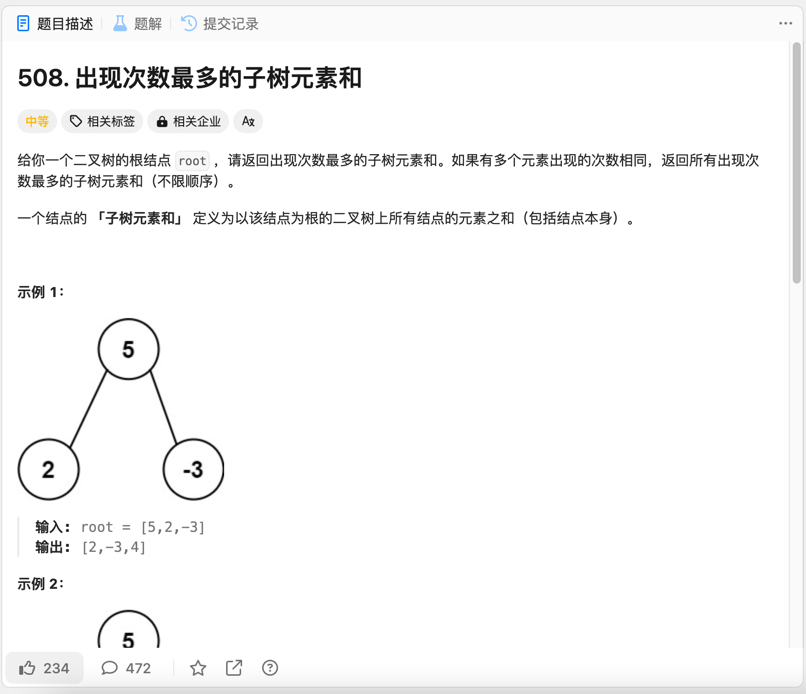 题目描述 题解 提交记录
508. 出现次数最多的子树元素和
中等 相关标签 相关企业
给你一个二叉树的根结点 root ，请返回出现次数最多的子树元素和。如果有多个元素出现的次数相同，返回所有出现次
数最多的子树元素和（不限顺序）。
一个结点的 「子树元素和」 定义为以该结点为根的二叉树上所有结点的元素之和（包括结点本身）。
示例 1：
5
2 -3
输入: root = [5,2,-3]
输出: [2,-3,4]
示例 2：
5
234 472